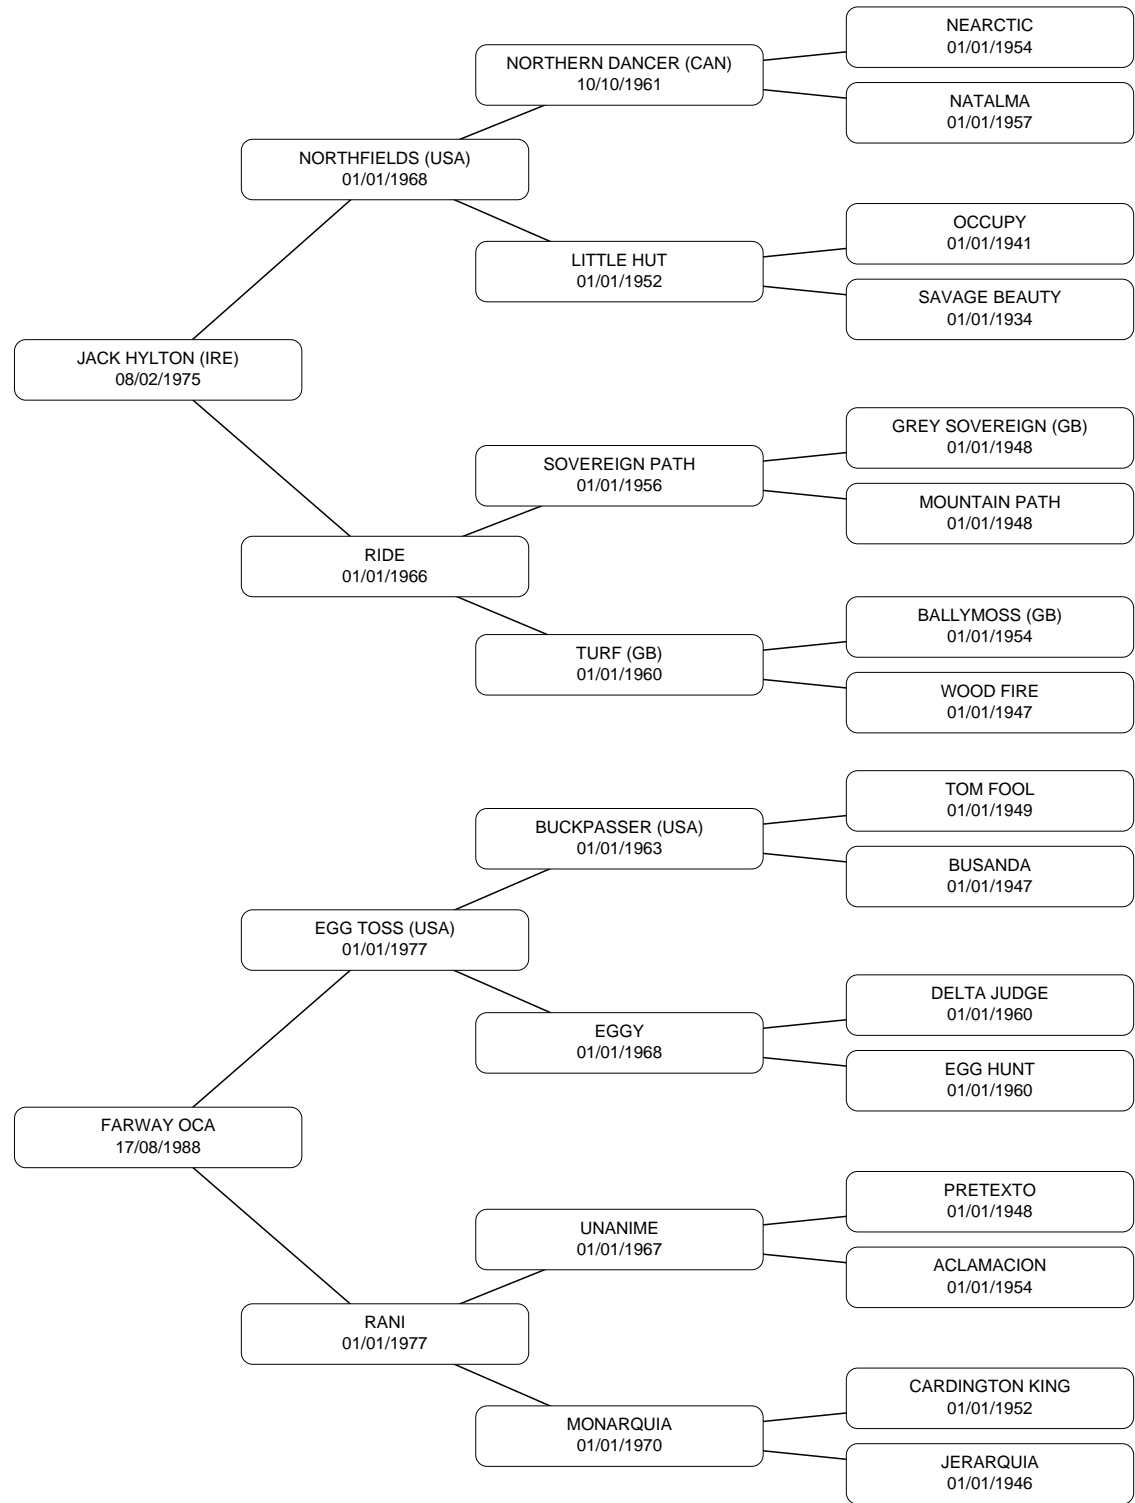 NEARCTIC
01/01/1954
NORTHERN DANCER (CAN)
10/10/1961
NATALMA
01/01/1957
NORTHFIELDS (USA)
01/01/1968
OCCUPY
01/01/1941
LITTLE HUT
01/01/1952
SAVAGE BEAUTY
01/01/1934
JACK HYLTON (IRE)
08/02/1975
GREY SOVEREIGN (GB)
01/01/1948
SOVEREIGN PATH
01/01/1956
MOUNTAIN PATH
01/01/1948
RIDE
01/01/1966
BALLYMOSS (GB)
01/01/1954
TURF (GB)
01/01/1960
WOOD FIRE
01/01/1947
TOM FOOL
01/01/1949
BUCKPASSER (USA)
01/01/1963
BUSANDA
01/01/1947
EGG TOSS (USA)
01/01/1977
DELTA JUDGE
01/01/1960
EGGY
01/01/1968
EGG HUNT
01/01/1960
FARWAY OCA
17/08/1988
PRETEXTO
01/01/1948
UNANIME
01/01/1967
ACLAMACION
01/01/1954
RANI
01/01/1977
CARDINGTON KING
01/01/1952
MONARQUIA
01/01/1970
JERARQUIA
01/01/1946